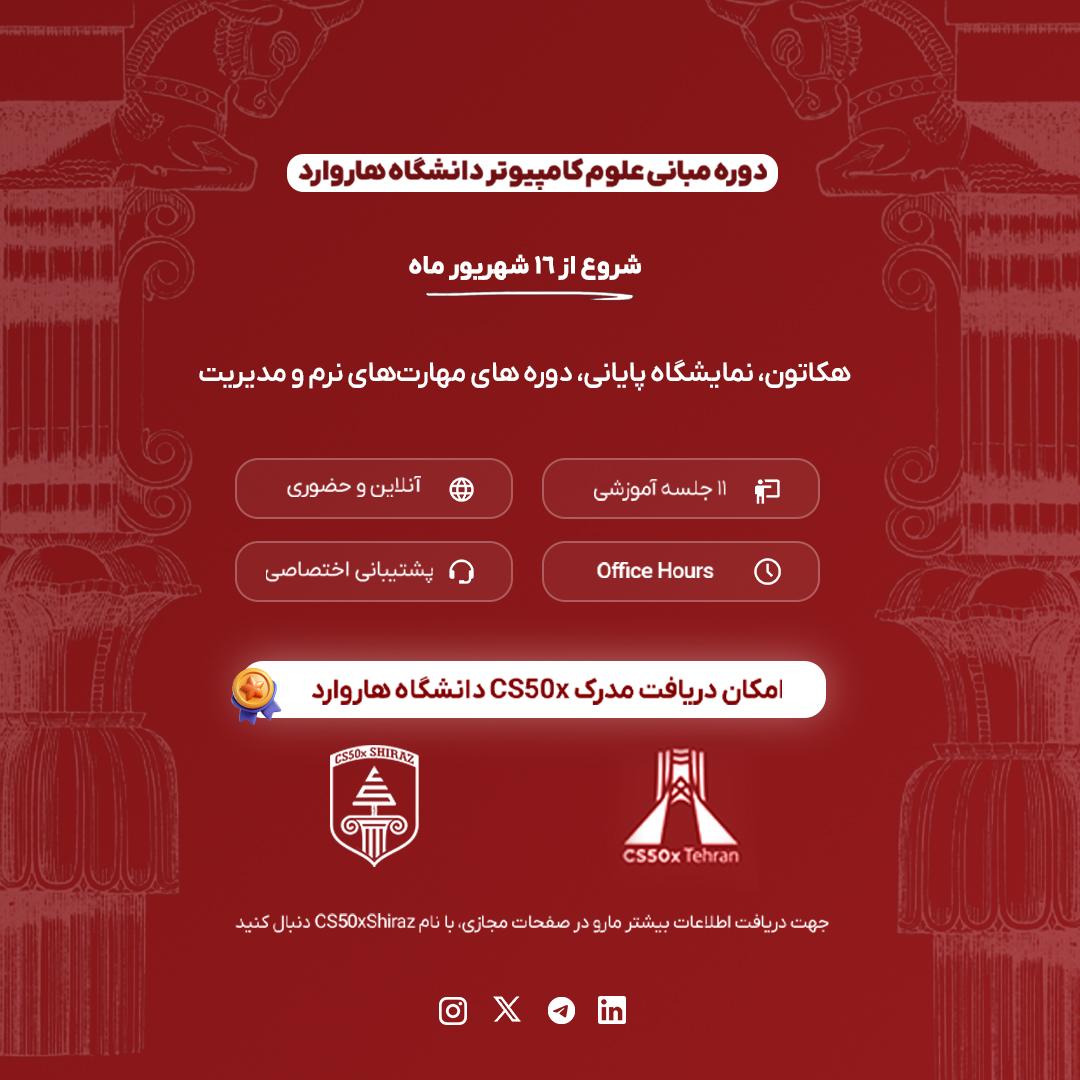 دوره مبانی علوم کامپیوتر دانشگاه هاروارد
شروع از ۱۶ شهریور ماه
هکاتون، نمایشگاه پایانی، دوره های مهارت‌های نرم و مدیریت
۱۱ جلسه آموزشی
آنلاین و حضوری
Office Hours
پشتیبانی اختصاصی
امکان دریافت مدرک CS50x دانشگاه هاروارد
CS50x Tehran
CS50x SHIRAZ
جهت دریافت اطلاعات بیشتر مارو در صفحات مجازی، با نام CS50xShiraz دنبال کنید